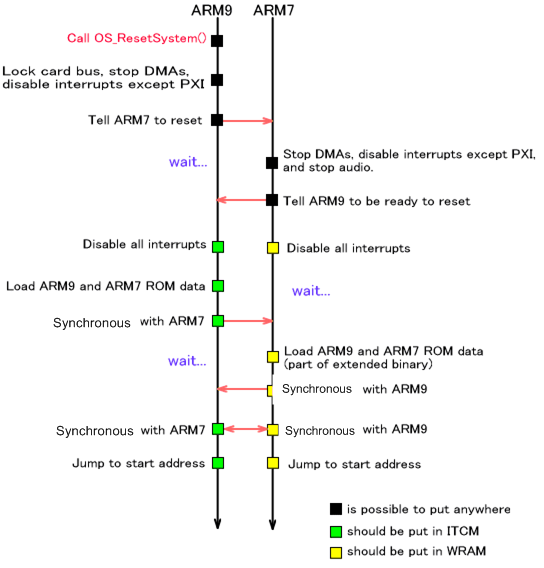 ARM9 ARM7
Call OS_ResetSystem()
Lock card bus, stop DMAs,
disable interrupts except PXI
Tell ARM7 to reset
wait...
Stop DMAs, disable interrupts except PXI,
and stop audio.
Tell ARM9 to be ready to reset
Disable all interrupts
Disable all interrupts
Load ARM9 and ARM7 ROM data
wait...
Synchronous with ARM7
wait...
Load ARM9 and ARM7 ROM data
(part of extended binary)
Synchronous with ARM9
Synchronous with ARM7
Synchronous with ARM9
Jump to start address
Jump to start address
is possible to put anywhere
should be put in ITCM
should be put in WRAM